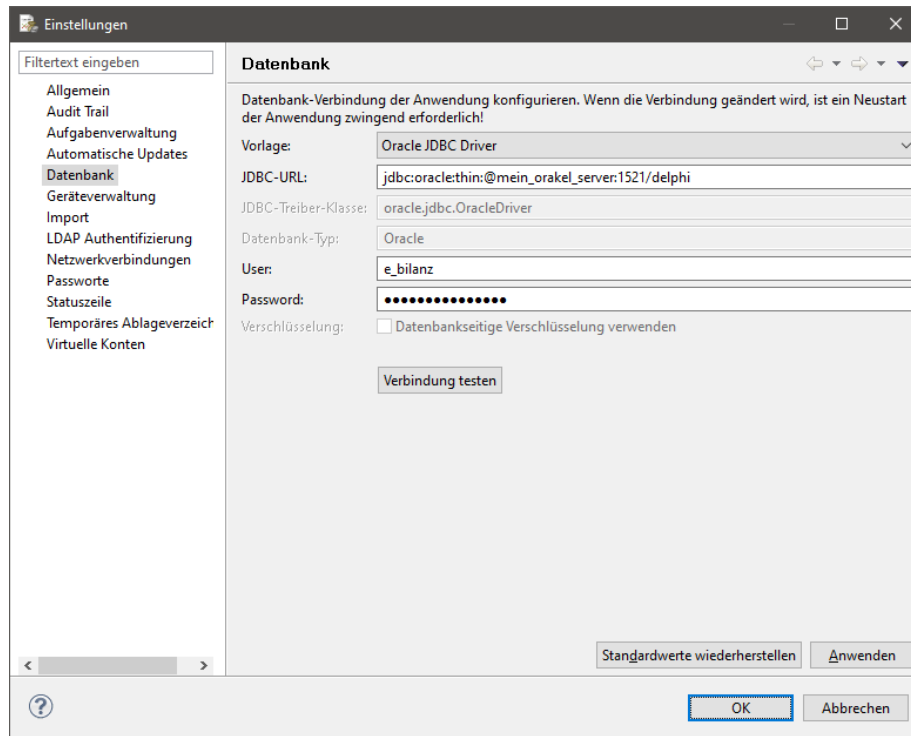 Einstellungen
Filtertext eingeben
Allgemein
Audit Trail
Aufgabenverwaltung
Automatische Updates
Datenbank
Geräteverwaltung
Import
LDAP Authentifizierung
Netzwerkverbindungen
Passworte
Statuszeile
Temporäres Ablageverzeich
Virtuelle Konten
Datenbank
Datenbank-Verbindung der Anwendung konfigurieren. Wenn die Verbindung geändert wird, ist ein Neustart
der Anwendung zwingend erforderlich!
Vorlage: Oracle JDBC Driver
JDBC-URL: jdbc:oracle:thin:@mein_orakel_server:1521/delphi
JDBC-Treiber-Klasse: oracle.jdbc.OracleDriver
Datenbank-Typ: Oracle
User: e_bilanz
Password: ●●●●●●●●●●●●●●●
Verschlüsselung: Datenbankseitige Verschlüsselung verwenden
Verbindung testen
Standardwerte wiederherstellen Anwenden
? OK Abbrechen